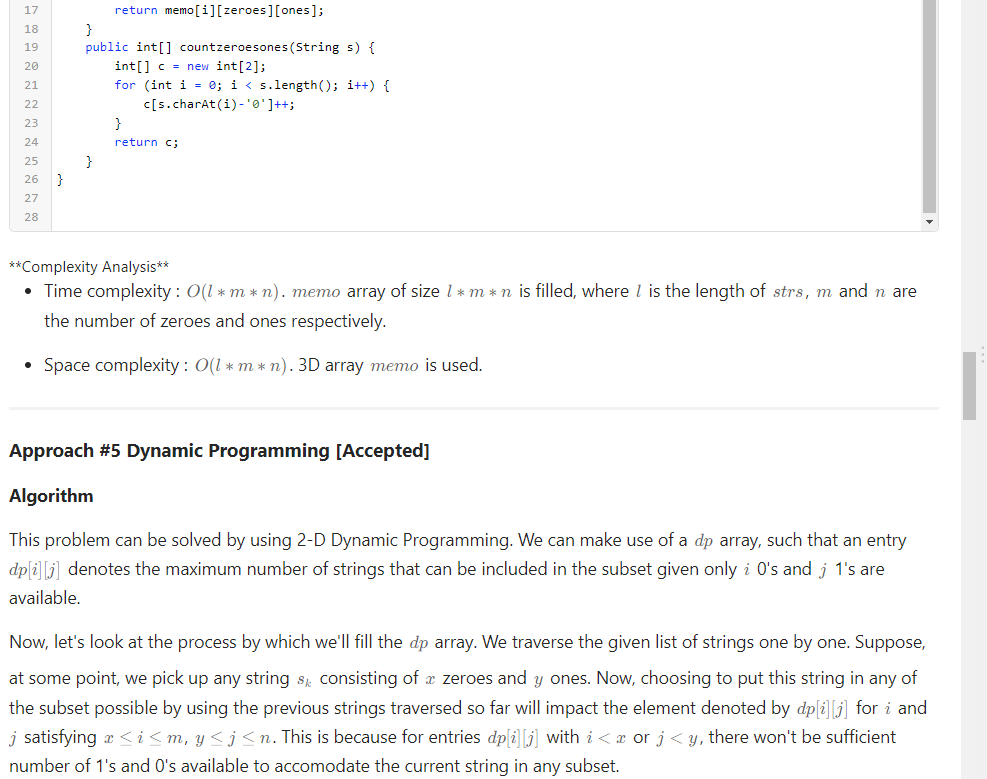 17 return memo[i][zeroes][ones];
18 }
19 public int[] countzeroesones(String s) {
20 int[] c = new int[2];
21 for (int i = 0; i < s.length(); i++) {
22 c[s.charAt(i)-'0']++;
23 }
24 return c;
25 }
26 }
27
28
**Complexity Analysis**
• Time complexity : O(l ∗ m ∗ n). memo array of size l ∗ m ∗ n is filled, where l is the length of strs, m and n are
the number of zeroes and ones respectively.
• Space complexity : O(l ∗ m ∗ n). 3D array memo is used.
Approach #5 Dynamic Programming [Accepted]
Algorithm
This problem can be solved by using 2-D Dynamic Programming. We can make use of a dp array, such that an entry
dp[i][j] denotes the maximum number of strings that can be included in the subset given only i 0's and j 1's are
available.
Now, let's look at the process by which we'll fill the dp array. We traverse the given list of strings one by one. Suppose,
at some point, we pick up any string sₖ consisting of x zeroes and y ones. Now, choosing to put this string in any of
the subset possible by using the previous strings traversed so far will impact the element denoted by dp[i][j] for i and
j satisfying x ≤ i ≤ m, y ≤ j ≤ n. This is because for entries dp[i][j] with i < x or j < y, there won't be sufficient
number of 1's and 0's available to accomodate the current string in any subset.